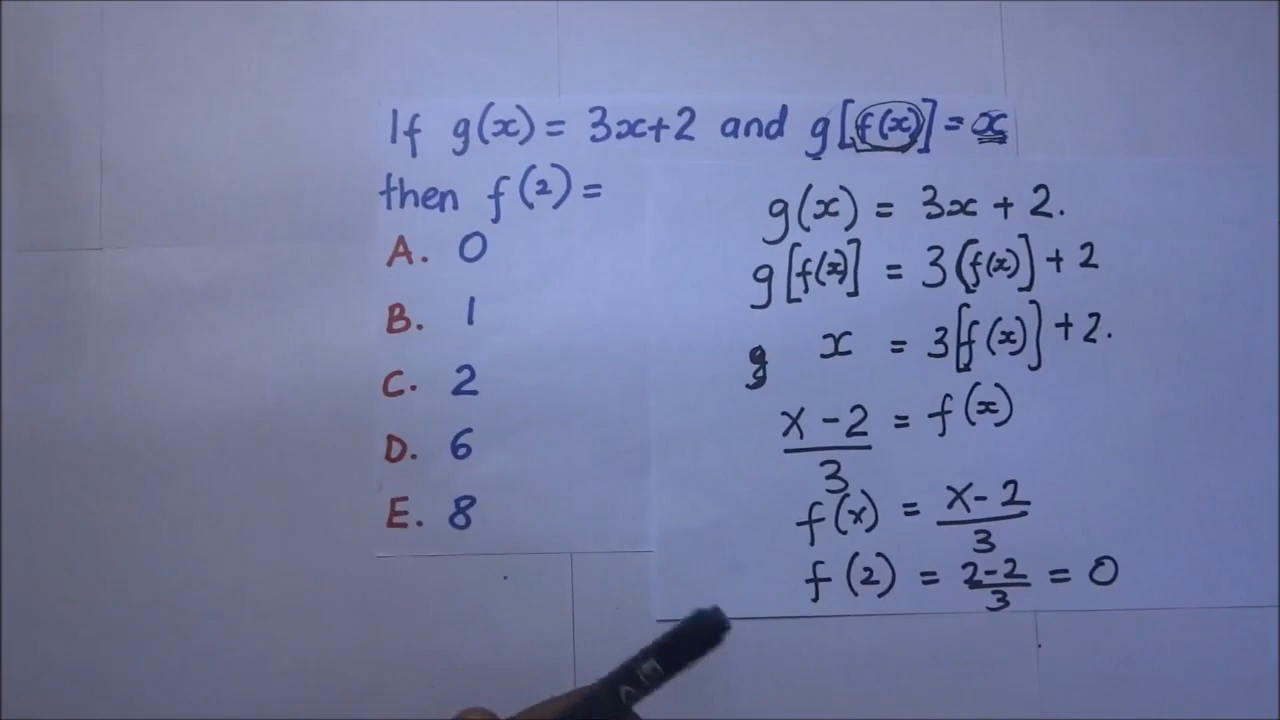 If g(x) = 3x+2 and g[f(x)] = x
then f(2) =
A. 0
B. 1
C. 2
D. 6
E. 8
g(x) = 3x + 2.
g[f(x)] = 3[f(x)] + 2
g x = 3[f(x)] + 2.
x - 2 = f(x)
3
f(x) = x - 2
3
f(2) = 2-2 = 0
3